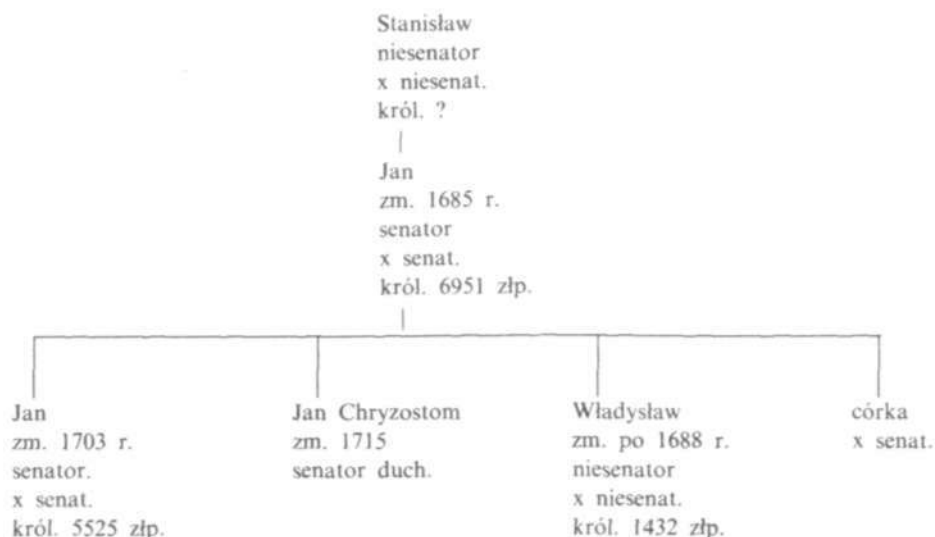 Stanisław
niesenator
x niesenat.
król. ?
Jan
zm. 1685 r.
senator
x senat.
król. 6951 złp.
Jan
zm. 1703 r.
senator.
x senat.
król. 5525 złp.
Jan Chryzostom
zm. 1715
senator duch.
Władysław
zm. po 1688 r.
niesenator
x niesenat.
król. 1432 złp.
córka
x senat.